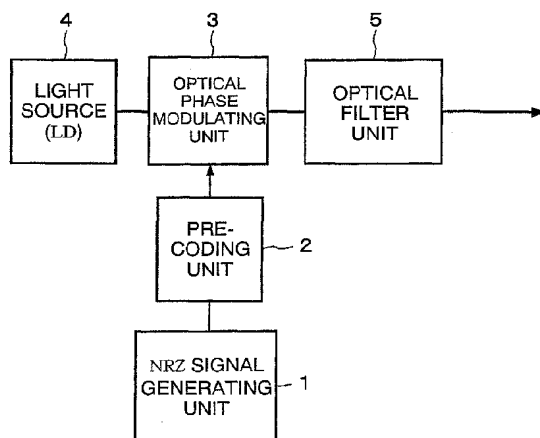 4
3
5
LIGHT
SOURCE
(LD)
OPTICAL
PHASE
MODULATING
UNIT
OPTICAL
FILTER
UNIT
PRE-
CODING
UNIT
2
NRZ SIGNAL
GENERATING
UNIT
1